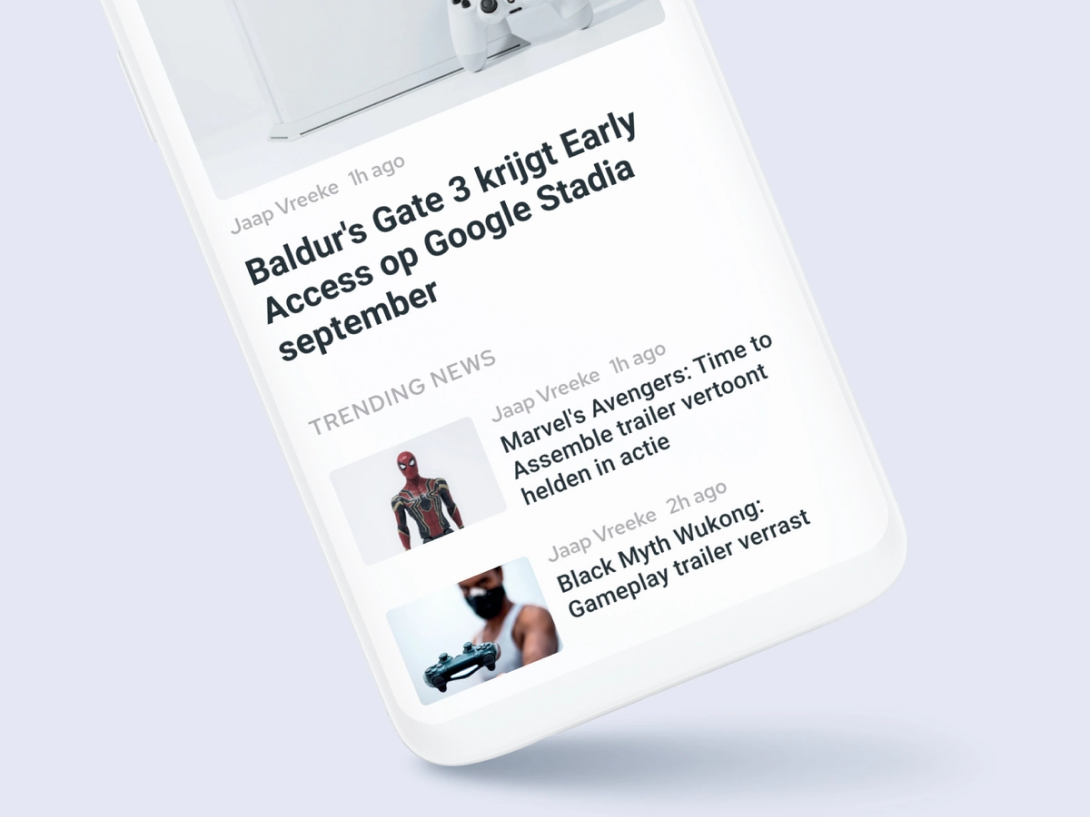 Jaap Vreeke 1h ago
Baldur's Gate 3 krijgt Early
Access op Google Stadia
september
TRENDING NEWS
Jaap Vreeke 1h ago
Marvel's Avengers: Time to
Assemble trailer vertoont
helden in actie
Jaap Vreeke 2h ago
Black Myth Wukong:
Gameplay trailer verrast